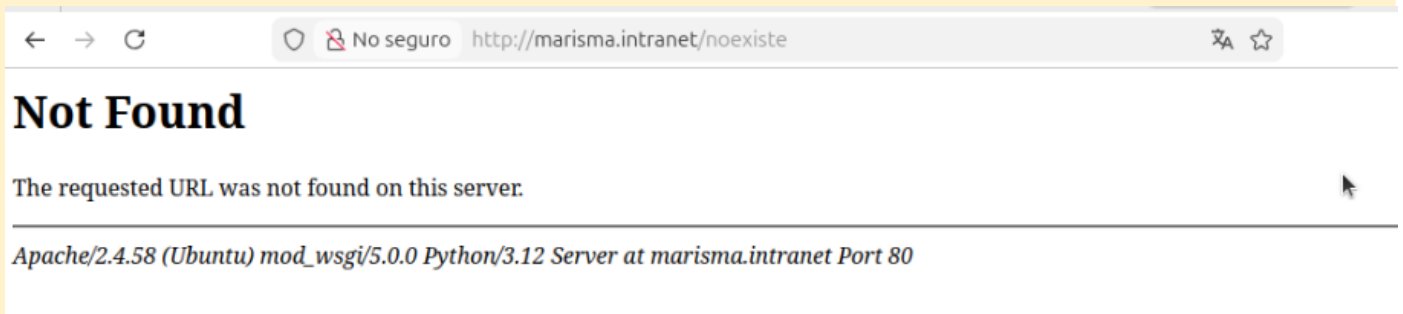 No seguro http://marisma.intranet/noexiste
Not Found
The requested URL was not found on this server.
Apache/2.4.58 (Ubuntu) mod_wsgi/5.0.0 Python/3.12 Server at marisma.intranet Port 80